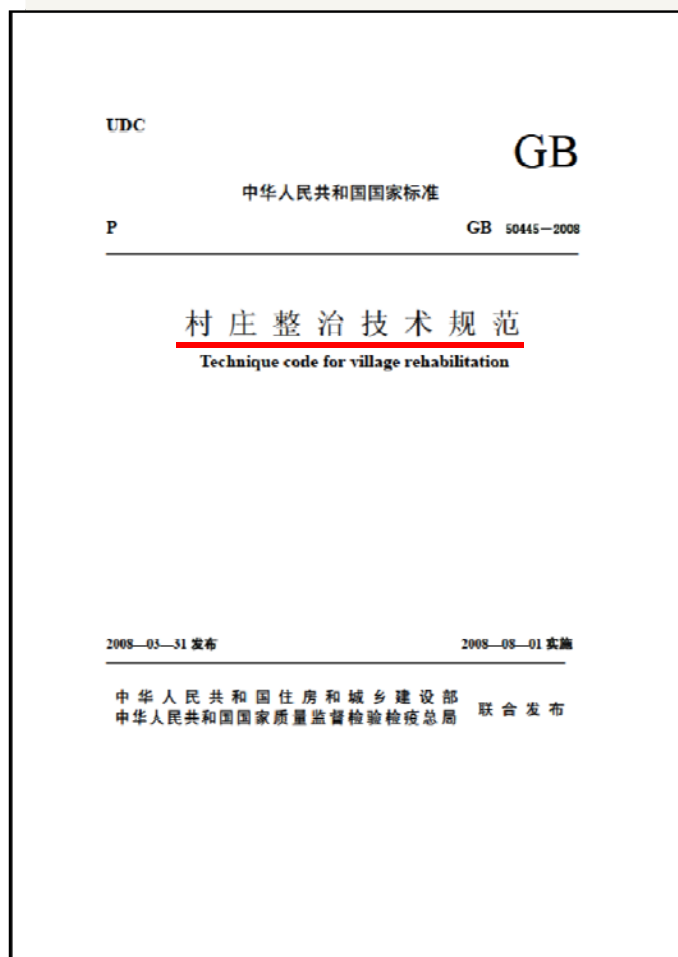 UDC
GB
中华人民共和国国家标准
P
GB 50445—2008
村庄整治技术规范
Technique code for village rehabilitation
2008—03—31 发布
2008—08—01 实施
中华人民共和国住房和城乡建设部
中华人民共和国国家质量监督检验检疫总局
联合发布